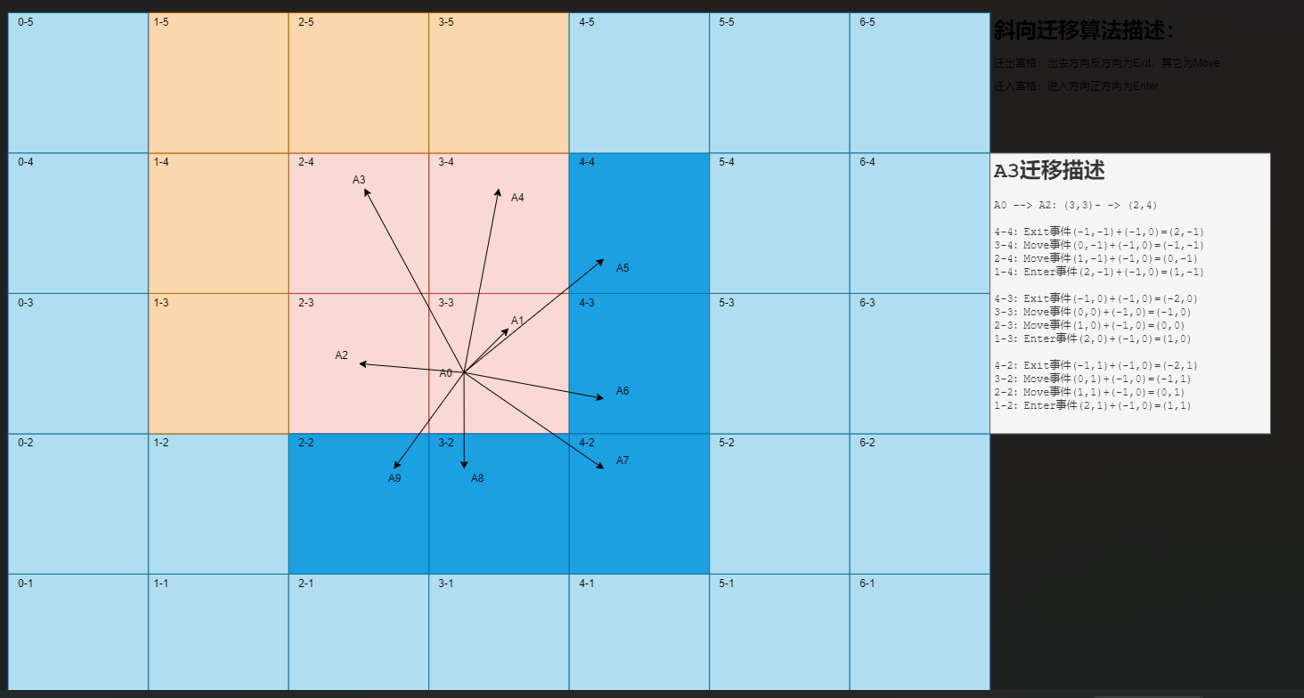 0-5 1-5 2-5 3-5 4-5 5-5 6-5
斜向迁移算法描述：
迁出宫格：出去方向反方向为Exit、其它为Move
迁入宫格：进入方向正方向为Enter
0-4 1-4 2-4 3-4 4-4 5-4 6-4
A3
A4
A5
0-3 1-3 2-3 3-3 4-3 5-3 6-3
A1
A2
A0
A6
0-2 1-2 2-2 3-2 4-2 5-2 6-2
A7
A9
A8
0-1 1-1 2-1 3-1 4-1 5-1 6-1
A3迁移描述
A0 --> A2: (3,3)- -> (2,4)
4-4: Exit事件(-1,-1)+(-1,0)=(2,-1)
3-4: Move事件(0,-1)+(-1,0)=(-1,-1)
2-4: Move事件(1,-1)+(-1,0)=(0,-1)
1-4: Enter事件(2,-1)+(-1,0)=(1,-1)
4-3: Exit事件(-1,0)+(-1,0)=(-2,0)
3-3: Move事件(0,0)+(-1,0)=(-1,0)
2-3: Move事件(1,0)+(-1,0)=(0,0)
1-3: Enter事件(2,0)+(-1,0)=(1,0)
4-2: Exit事件(-1,1)+(-1,0)=(-2,1)
3-2: Move事件(0,1)+(-1,0)=(-1,1)
2-2: Move事件(1,1)+(-1,0)=(0,1)
1-2: Enter事件(2,1)+(-1,0)=(1,1)